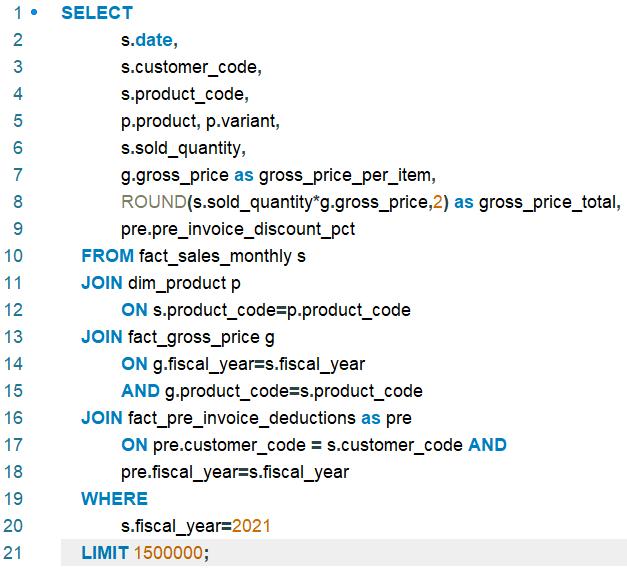 1 SELECT
2 s.date,
3 s.customer_code,
4 s.product_code,
5 p.product, p.variant,
6 s.sold_quantity,
7 g.gross_price as gross_price_per_item,
8 ROUND(s.sold_quantity*g.gross_price,2) as gross_price_total,
9 pre.pre_invoice_discount_pct
10 FROM fact_sales_monthly s
11 JOIN dim_product p
12 ON s.product_code=p.product_code
13 JOIN fact_gross_price g
14 ON g.fiscal_year=s.fiscal_year
15 AND g.product_code=s.product_code
16 JOIN fact_pre_invoice_deductions as pre
17 ON pre.customer_code = s.customer_code AND
18 pre.fiscal_year=s.fiscal_year
19 WHERE
20 s.fiscal_year=2021
21 LIMIT 1500000;